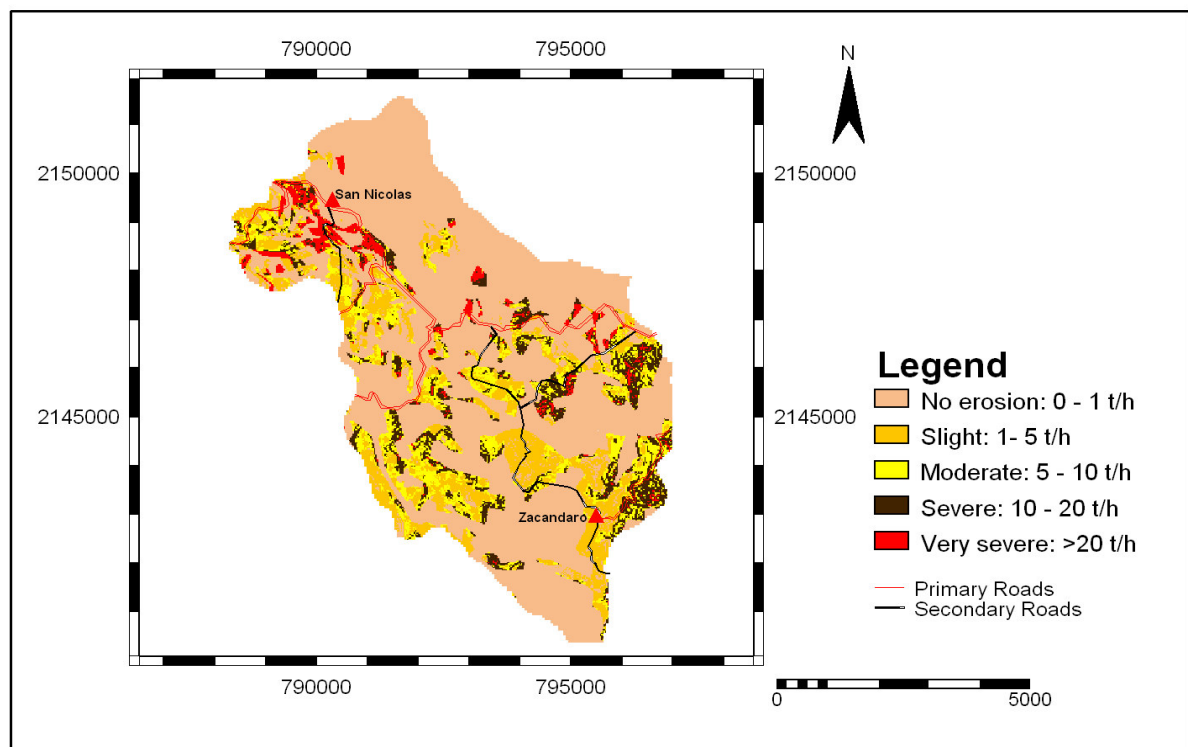 790000 795000
N
2150000 2150000
San Nicolas
2145000 2145000
Zacandaro
790000 795000
Legend
No erosion: 0 - 1 t/h
Slight: 1- 5 t/h
Moderate: 5 - 10 t/h
Severe: 10 - 20 t/h
Very severe: >20 t/h
Primary Roads
Secondary Roads
0 5000